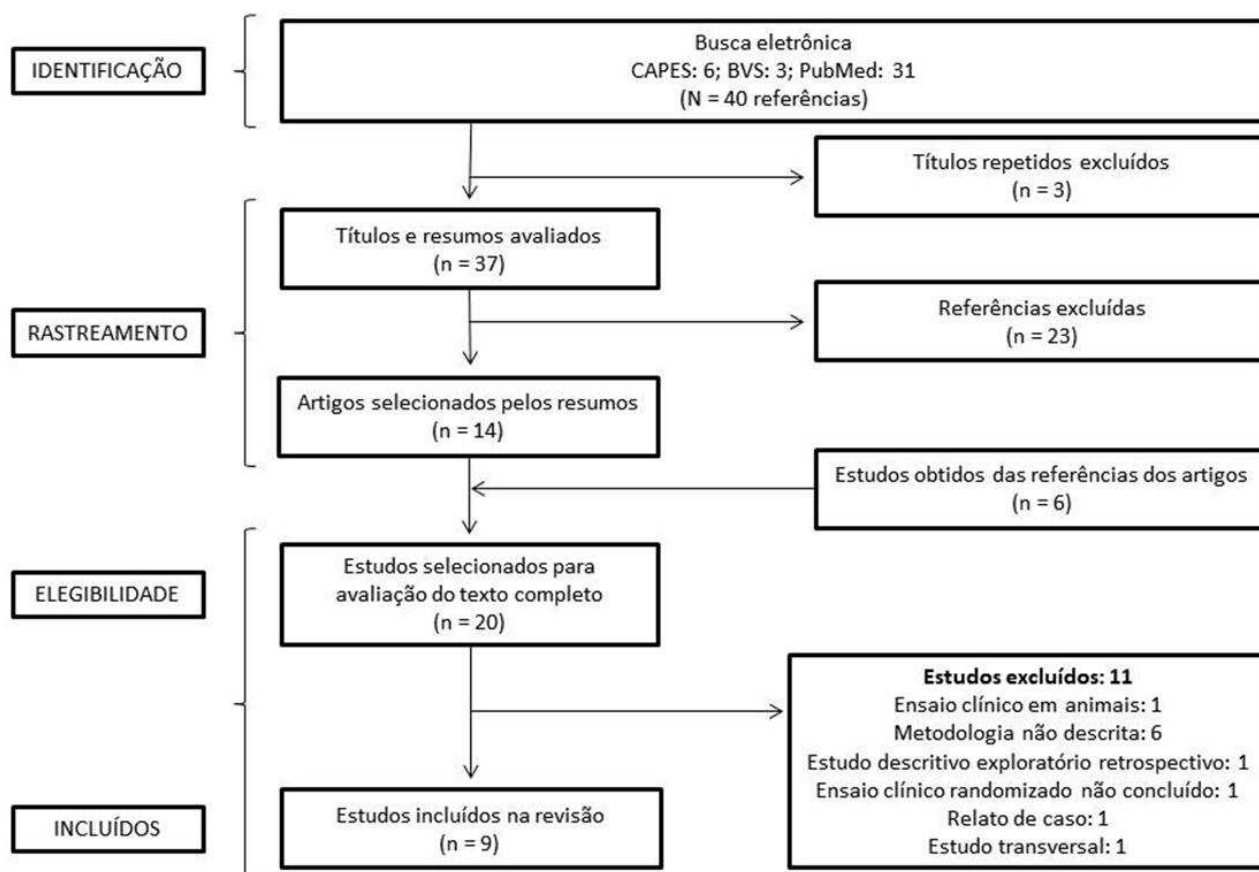 IDENTIFICAÇÃO
Busca eletrônica
CAPES: 6; BVS: 3; PubMed: 31
(N = 40 referências)
Títulos repetidos excluídos
(n = 3)
RASTREAMENTO
Títulos e resumos avaliados
(n = 37)
Referências excluídas
(n = 23)
Artigos selecionados pelos resumos
(n = 14)
Estudos obtidos das referências dos artigos
(n = 6)
ELEGIBILIDADE
Estudos selecionados para
avaliação do texto completo
(n = 20)
Estudos excluídos: 11
Ensaio clínico em animais: 1
Metodologia não descrita: 6
Estudo descritivo exploratório retrospectivo: 1
Ensaio clínico randomizado não concluído: 1
Relato de caso: 1
Estudo transversal: 1
INCLUÍDOS
Estudos incluídos na revisão
(n = 9)